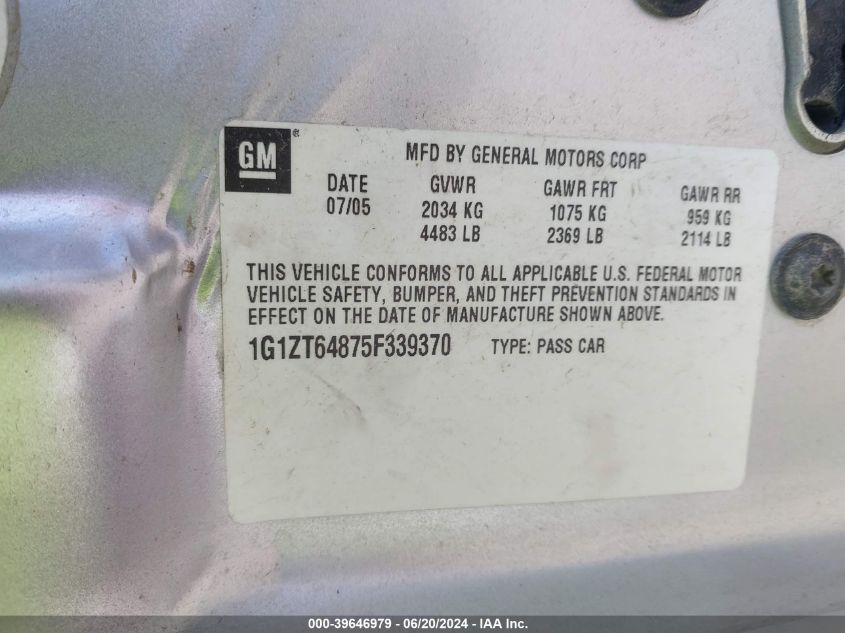 GM ®
MFD BY GENERAL MOTORS CORP
DATE GVWR GAWR FRT GAWR RR
07/05 2034 KG 1075 KG 959 KG
4483 LB 2369 LB 2114 LB
THIS VEHICLE CONFORMS TO ALL APPLICABLE U.S. FEDERAL MOTOR
VEHICLE SAFETY, BUMPER, AND THEFT PREVENTION STANDARDS IN
EFFECT ON THE DATE OF MANUFACTURE SHOWN ABOVE.
1G1ZT64875F339370 TYPE: PASS CAR
000-39646979 - 06/20/2024 - IAA Inc.